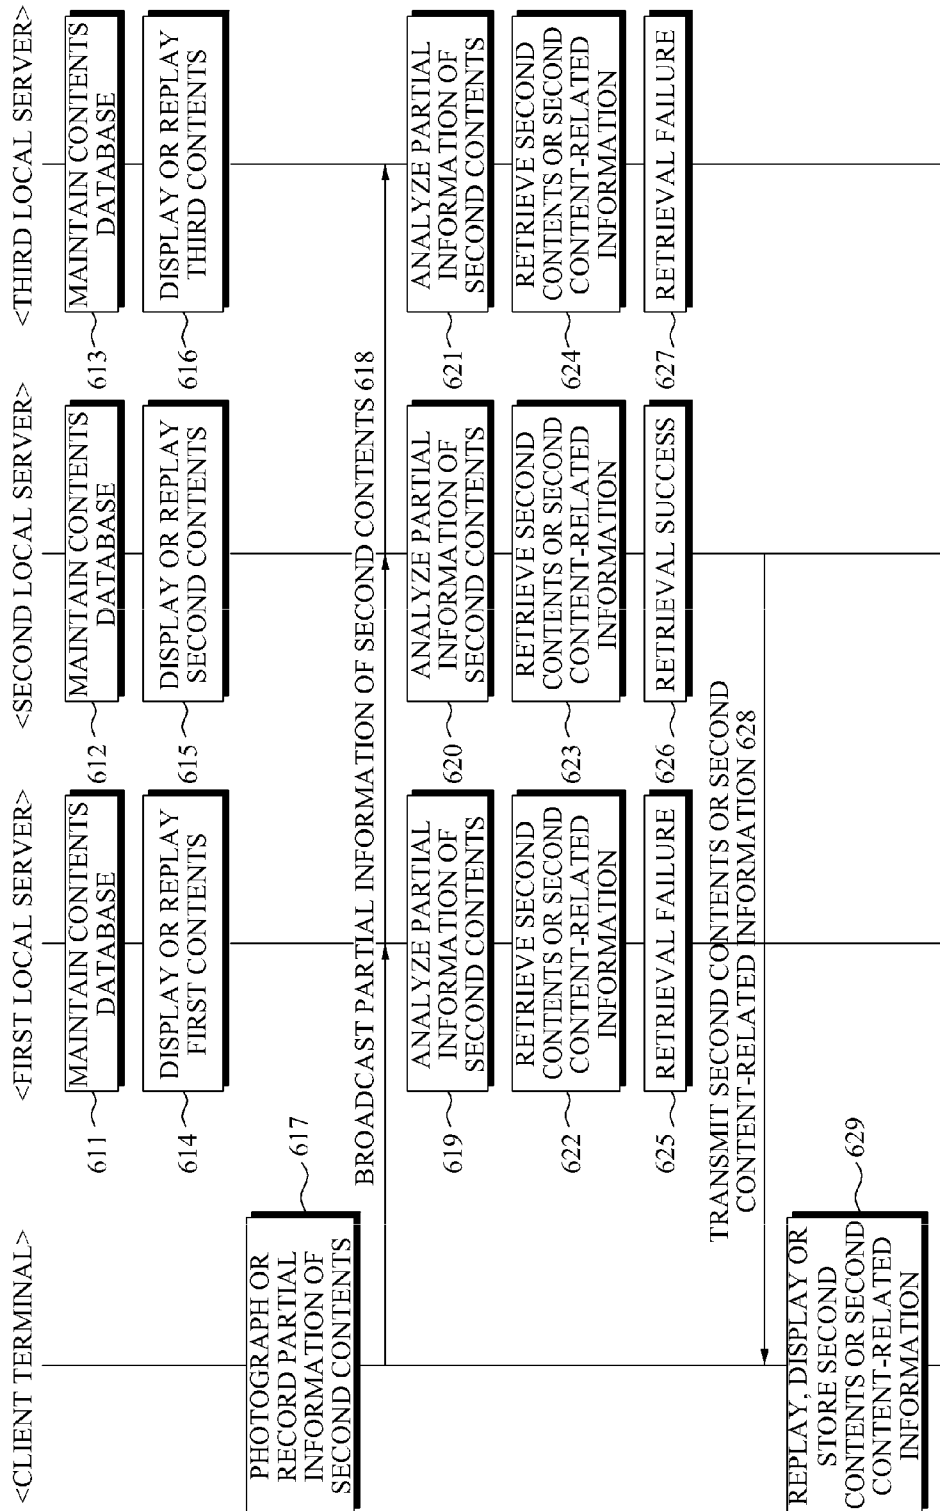 <CLIENT TERMINAL>
<FIRST LOCAL SERVER>
<SECOND LOCAL SERVER>
<THIRD LOCAL SERVER>
611
MAINTAIN CONTENTS
DATABASE
612
MAINTAIN CONTENTS
DATABASE
613
MAINTAIN CONTENTS
DATABASE
614
DISPLAY OR REPLAY
FIRST CONTENTS
615
DISPLAY OR REPLAY
SECOND CONTENTS
616
DISPLAY OR REPLAY
THIRD CONTENTS
PHOTOGRAPH OR
RECORD PARTIAL
INFORMATION OF
SECOND CONTENTS
617
BROADCAST PARTIAL INFORMATION OF SECOND CONTENTS 618
619
ANALYZE PARTIAL
INFORMATION OF
SECOND CONTENTS
620
ANALYZE PARTIAL
INFORMATION OF
SECOND CONTENTS
621
ANALYZE PARTIAL
INFORMATION OF
SECOND CONTENTS
622
RETRIEVE SECOND
CONTENTS OR SECOND
CONTENT-RELATED
INFORMATION
623
RETRIEVE SECOND
CONTENTS OR SECOND
CONTENT-RELATED
INFORMATION
624
RETRIEVE SECOND
CONTENTS OR SECOND
CONTENT-RELATED
INFORMATION
625
RETRIEVAL FAILURE
626
RETRIEVAL SUCCESS
627
RETRIEVAL FAILURE
TRANSMIT SECOND CONTENTS OR SECOND
CONTENT-RELATED INFORMATION 628
REPLAY, DISPLAY OR
STORE SECOND
CONTENTS OR SECOND
CONTENT-RELATED
INFORMATION
629